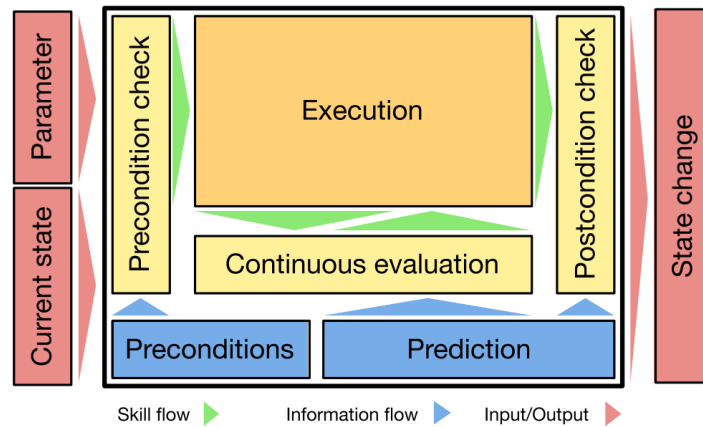 Parameter
Current state
Precondition check
Execution
Continuous evaluation
Postcondition check
State change
Preconditions
Prediction
Skill flow
Information flow
Input/Output